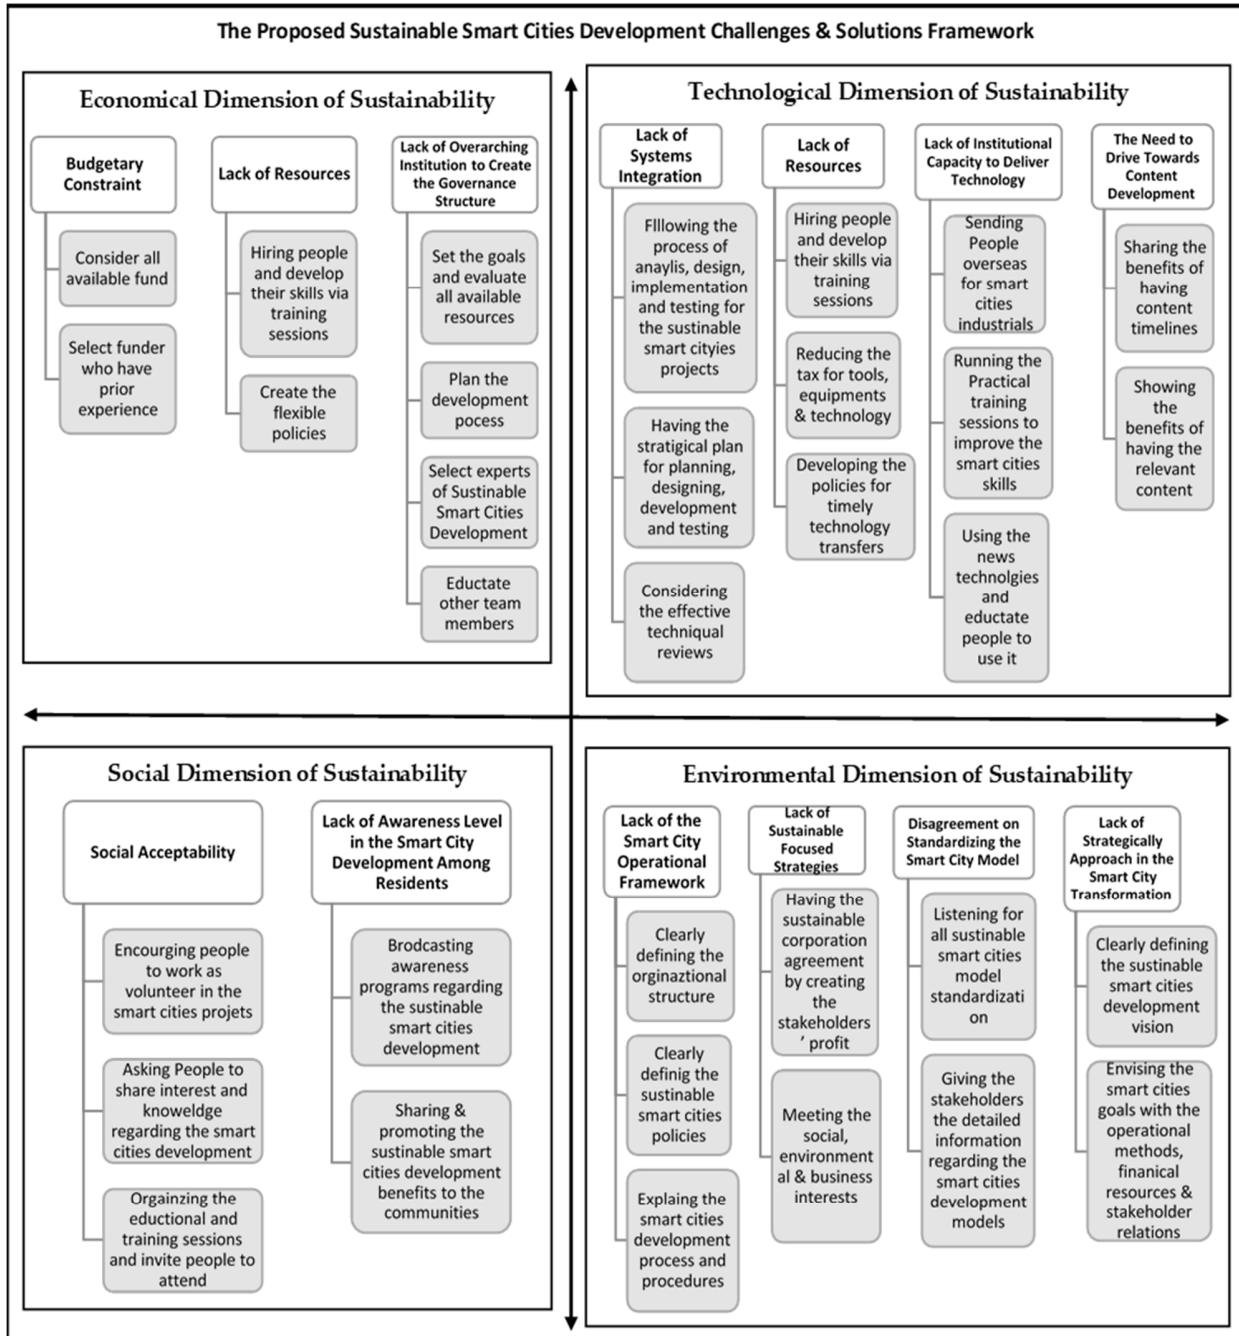 The Proposed Sustainable Smart Cities Development Challenges & Solutions Framework
Economical Dimension of Sustainability
Budgetary
Constraint
Consider all
available fund
Select funder
who have
prior
experience
Lack of Resources
Hiring people
and develop
their skills via
training
sessions
Create the
flexible
policies
Lack of Overarching
Institution to Create
the Governance
Structure
Set the goals
and evaluate
all available
resources
Plan the
development
pocess
Select experts
of Sustinable
Smart Cities
Development
Eductate
other team
members
Technological Dimension of Sustainability
Lack of
Systems
Integration
Flllowing the
process of
anaylis, design,
implementation
and testing for
the sustinable
smart cityies
projects
Having the
stratigical plan
for planning,
designing,
development
and testing
Considering
the effective
techniqual
reviews
Lack of
Resources
Hiring people
and develop
their skills via
training
sessions
Reducing the
tax for tools,
equipments
& technology
Developing the
policies for
timely
technology
transfers
Lack of Institutional
Capacity to Deliver
Technology
Sending
People
overseas
for smart
cities
industrials
Running the
Practical
training
sessions to
improve the
smart cities
skills
Using the
news
technolgies
and
eductate
people to
use it
The Need to
Drive Towards
Content
Development
Sharing the
benefits of
having
content
timelines
Showing
the
benefits of
having the
relevant
content
Social Dimension of Sustainability
Social Acceptability
Encourging people
to work as
volunteer in the
smart cities projets
Asking People to
share interest and
knoweldge
regarding the smart
cities development
Orgainzing the
eductional and
training sessions
and invite people to
attend
Lack of Awareness Level
in the Smart City
Development Among
Residents
Brodcasting
awareness
programs regarding
the sustinable
smart cities
development
Sharing &
promoting the
sustinable smart
cities development
benefits to the
communities
Environmental Dimension of Sustainability
Lack of the
Smart City
Operational
Framework
Clearly
defining the
orginaztional
structure
Clearly
definig the
sustinable
smart cities
policies
Explaing the
smart cities
development
process and
procedures
Lack of
Sustainable
Focused
Strategies
Having the
sustainable
corporation
agreement
by creating
the
stakeholders
’ profit
Meeting the
social,
environment
al & business
interests
Disagreement on
Standardizing the
Smart City Model
Listening for
all sustinable
smart cities
model
standardizati
on
Giving the
stakeholders
the detailed
information
regarding the
smart cities
development
models
Lack of
Strategically
Approach in the
Smart City
Transformation
Clearly defining
the sustinable
smart cities
development
vision
Envising the
smart cities
goals with the
operational
methods,
finanical
resources &
stakeholder
relations